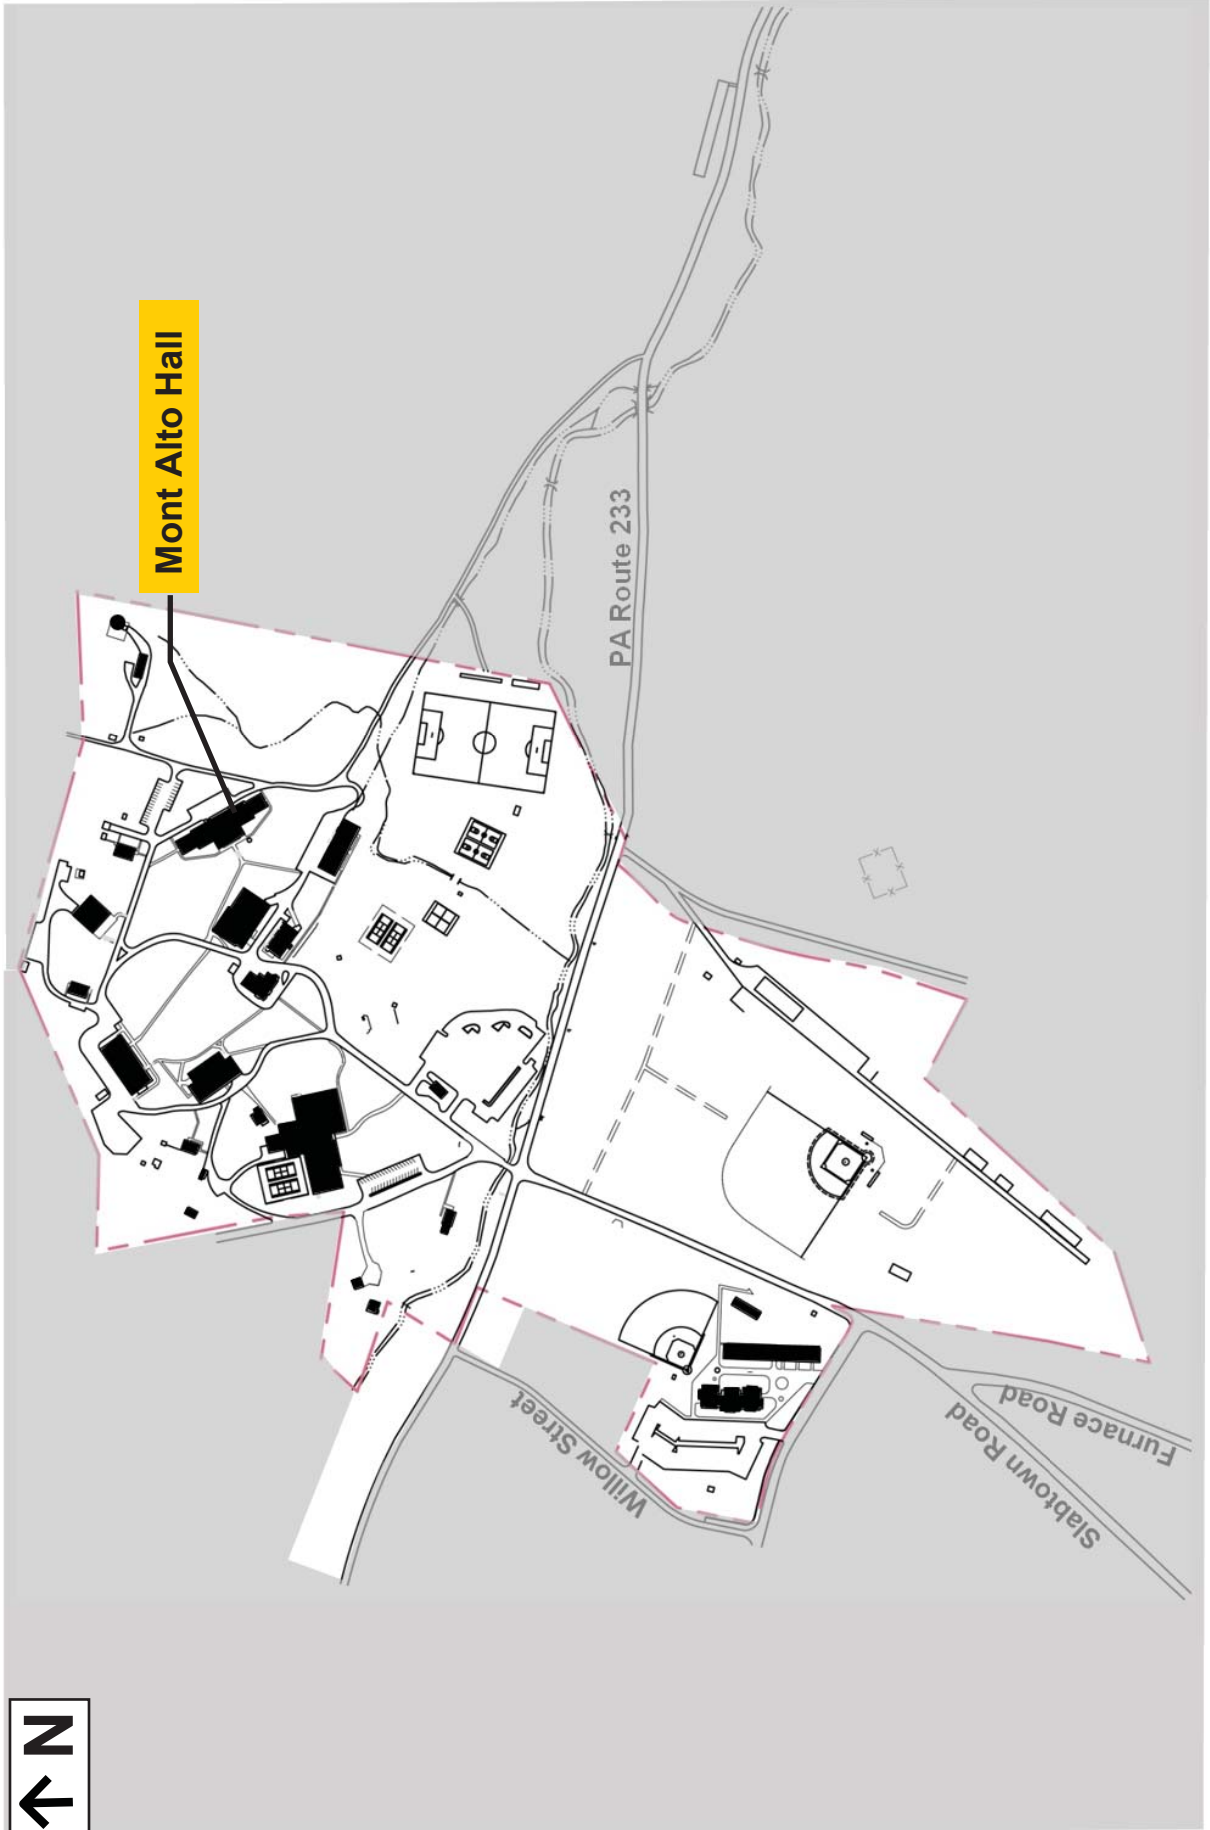 Mont Alto Hall
PA Route 233
Willow Street
Slabtown Road
Furnace Road
N